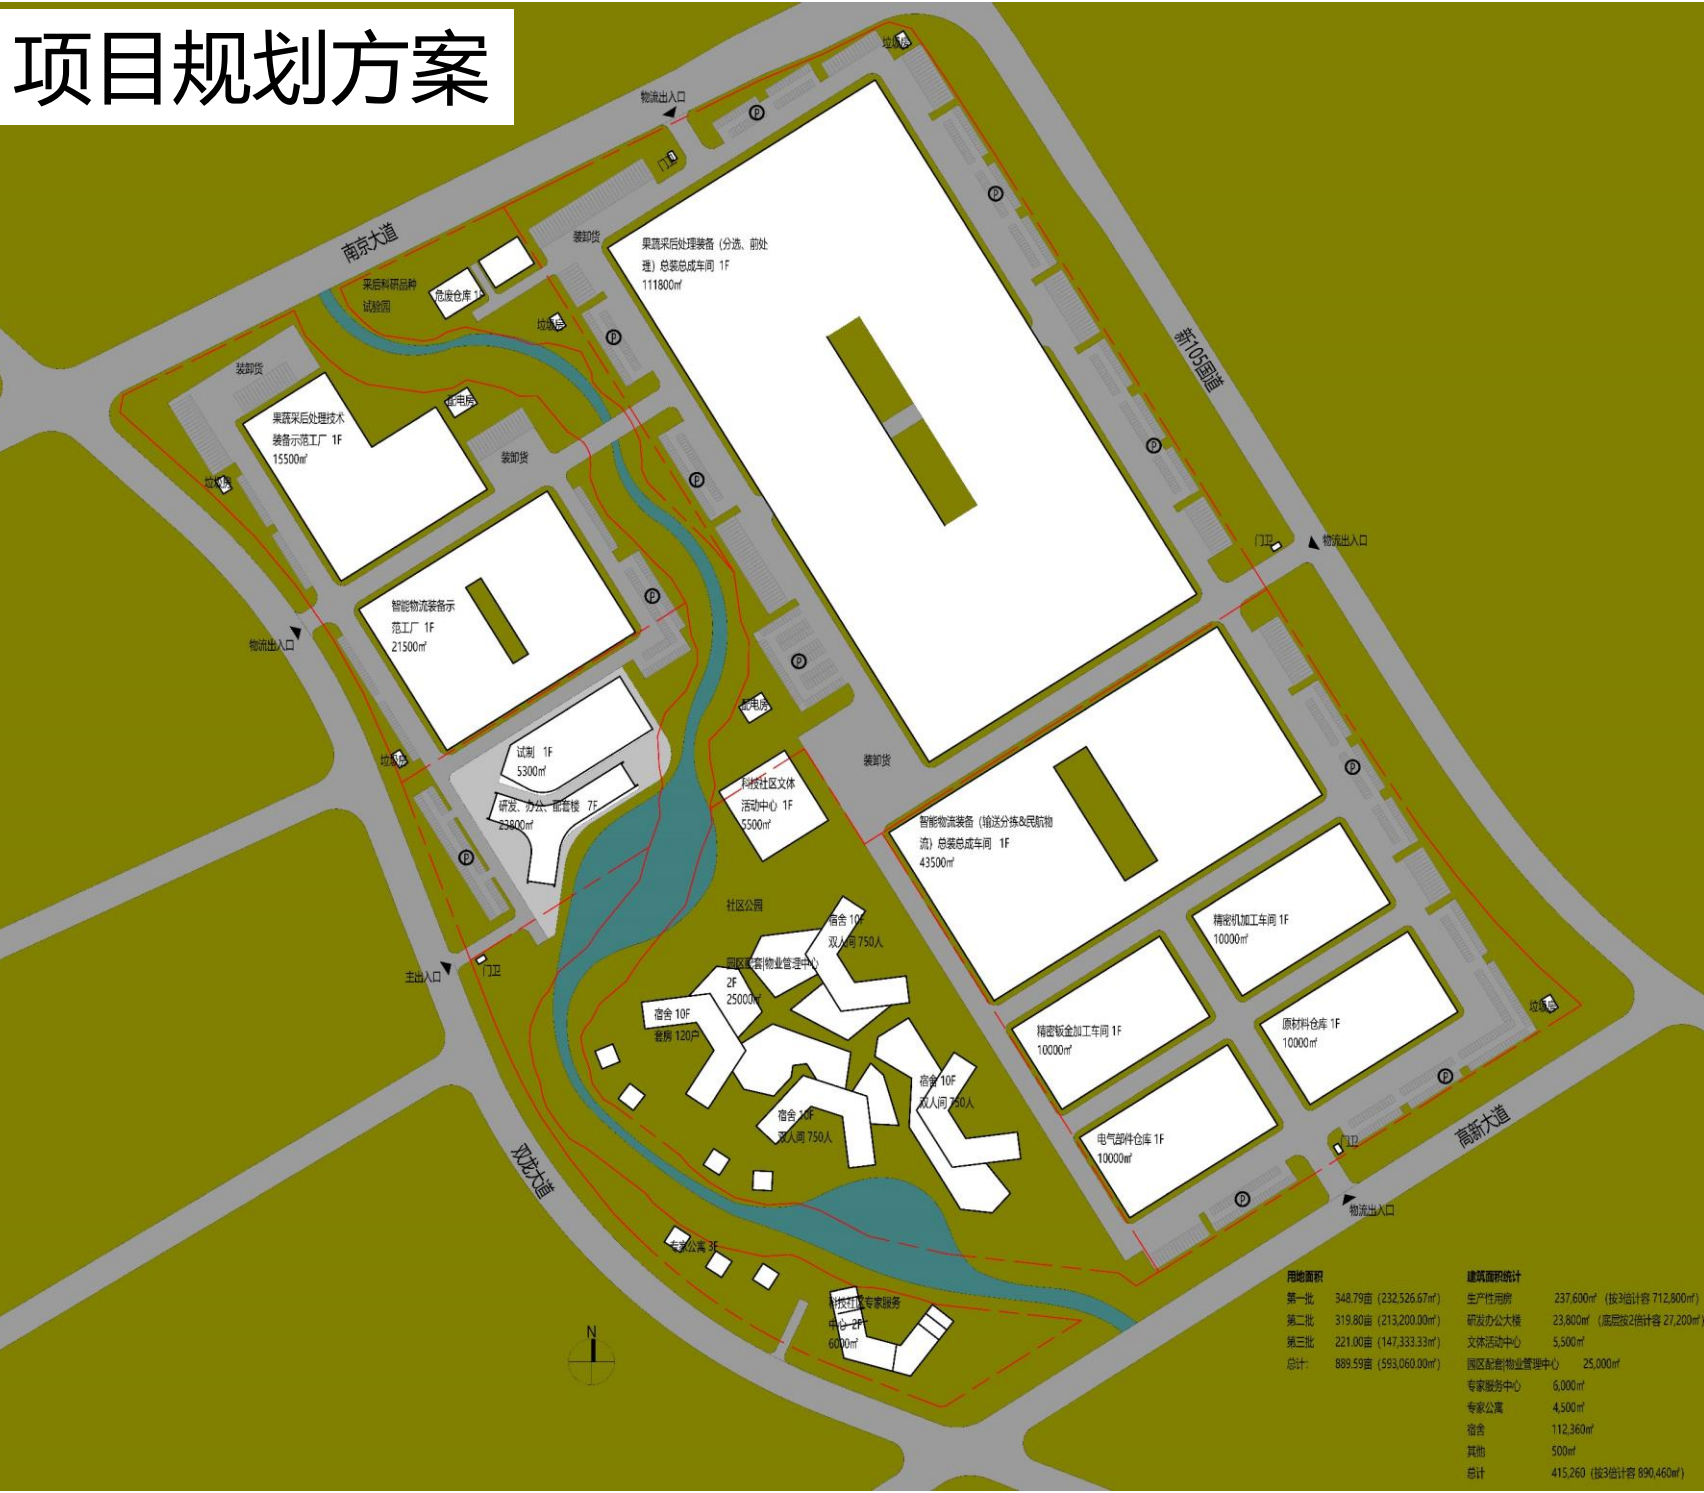 项目规划方案
垃圾房
物流出入口
P
门卫
P
南京大道
装卸货
果蔬采后处理装备（分选、前处
理）总装总成车间 1F
111800㎡
采后科研品种
试验园
危废仓库 1F
垃圾房
P
新105国道
装卸货
配电房
果蔬采后处理技术
装备示范工厂 1F
15500㎡
装卸货
P
P
垃圾房
门卫
物流出入口
智能物流装备示
范工厂 1F
21500㎡
P
物流出入口
P
配电房
试制 1F
5300㎡
垃圾房
装卸货
P
科技社区文体
活动中心 1F
5500㎡
研发、办公、配套楼 7F
23800㎡
智能物流装备（输送分拣&民航物
流）总装总成车间 1F
43500㎡
P
社区公园
宿舍 10F
双人间 750人
精密机加工车间 1F
10000㎡
园区配套|物业管理中心
2F
25000㎡
主出入口
门卫
宿舍 10F
套房 120户
精密钣金加工车间 1F
10000㎡
原材料仓库 1F
10000㎡
垃圾房
宿舍 10F
双人间 750人
P
宿舍 10F
双人间 750人
电气部件仓库 1F
10000㎡
高新大道
门卫
双龙大道
P
物流出入口
专家公寓 3F
科技社区专家服务
中心 2F
6000㎡
N
用地面积
第一批 348.79亩 (232,526.67㎡)
第二批 319.80亩 (213,200.00㎡)
第三批 221.00亩 (147,333.33㎡)
总计: 889.59亩 (593,060.00㎡)
建筑面积统计
生产性用房 237,600㎡（按3倍计容 712,800㎡)
研发办公大楼 23,800㎡（底层按2倍计容 27,200㎡)
文体活动中心 5,500㎡
园区配套|物业管理中心 25,000㎡
专家服务中心 6,000㎡
专家公寓 4,500㎡
宿舍 112,360㎡
其他 500㎡
总计 415,260（按3倍计容 890,460㎡)